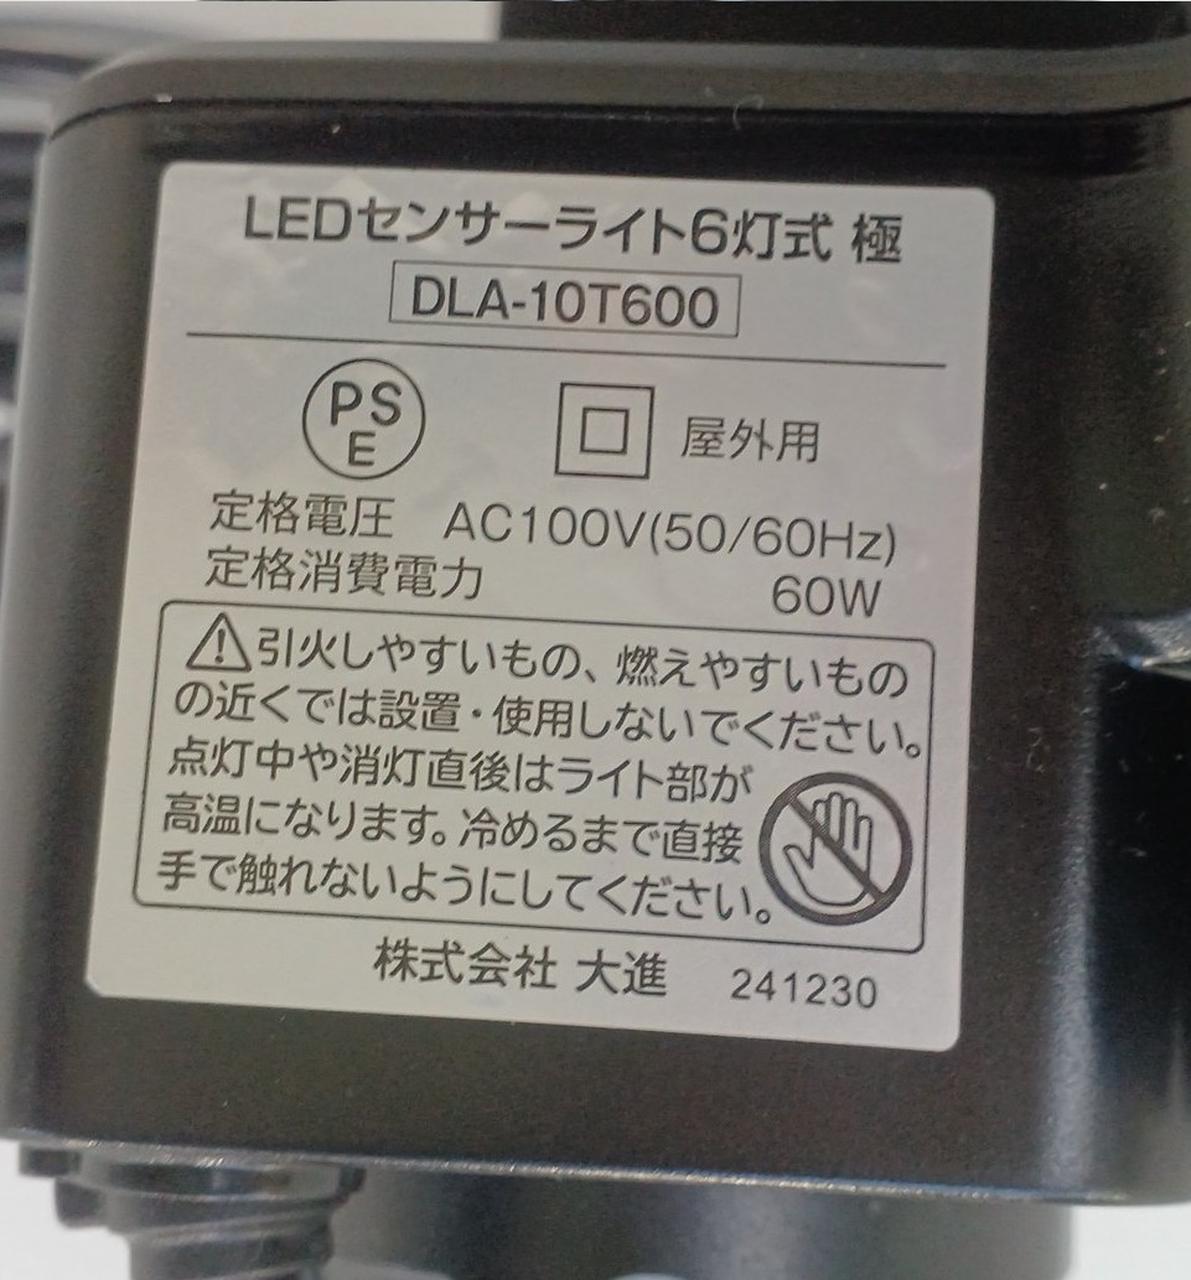 LEDセンサーライト6灯式 極
DLA-10T600
PS
E
屋外用
定格電圧 AC100V(50/60Hz)
定格消費電力 60W
引火しやすいもの、燃えやすいもの
の近くでは設置・使用しないでください。
点灯中や消灯直後はライト部が
高温になります。冷めるまで直接
手で触れないようにしてください。
株式会社 大進 241230